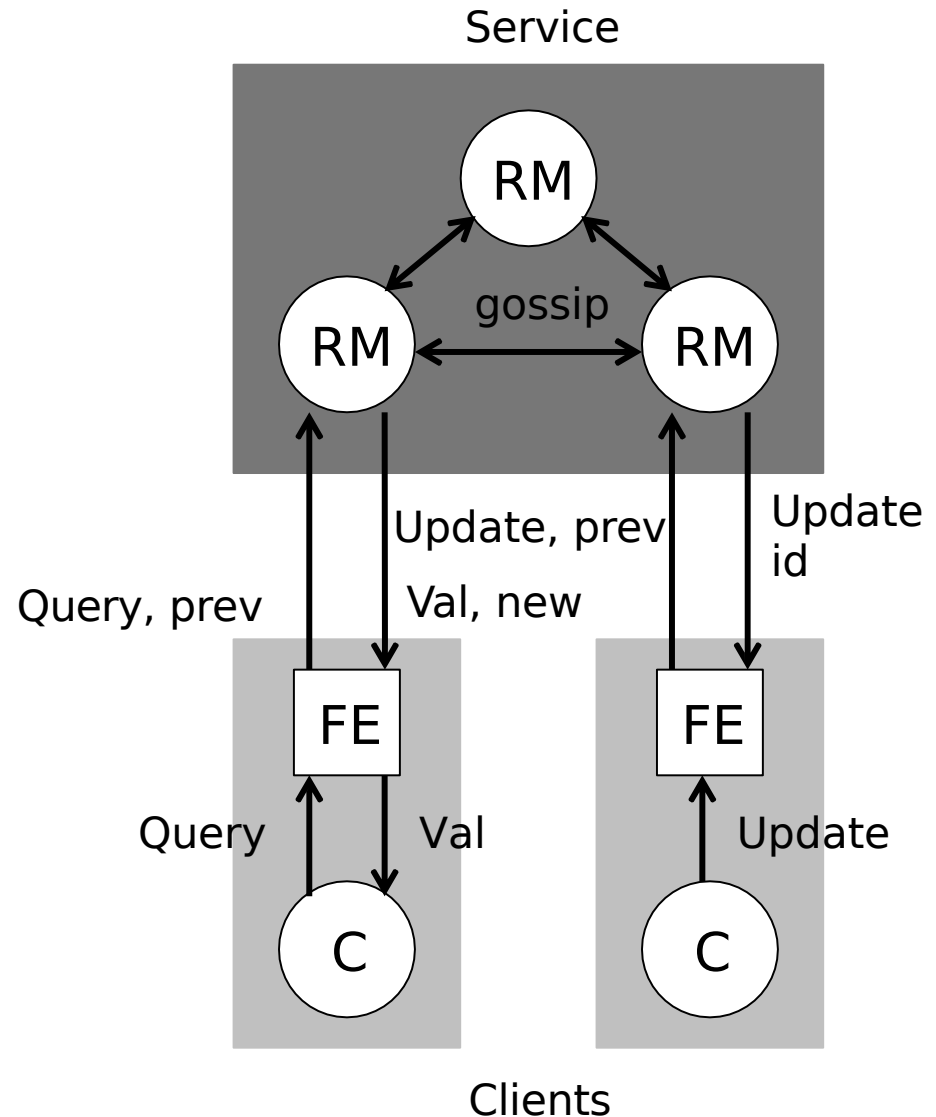 Service
RM
gossip
RM
RM
Update, prev
Update
id
Query, prev
Val, new
FE
FE
Query
Val
Update
C
C
Clients